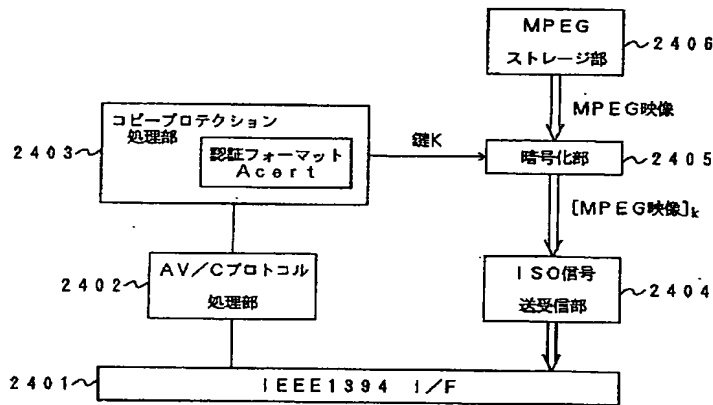 MPEG
ストレージ部
2406
MPEG映像
コピープロテクション
処理部
認証フォーマット
Acert
2403
鍵K
暗号化部
2405
[MPEG映像]k
AV/Cプロトコル
処理部
2402
ISO信号
送受信部
2404
2401
IEEE1394 I/F